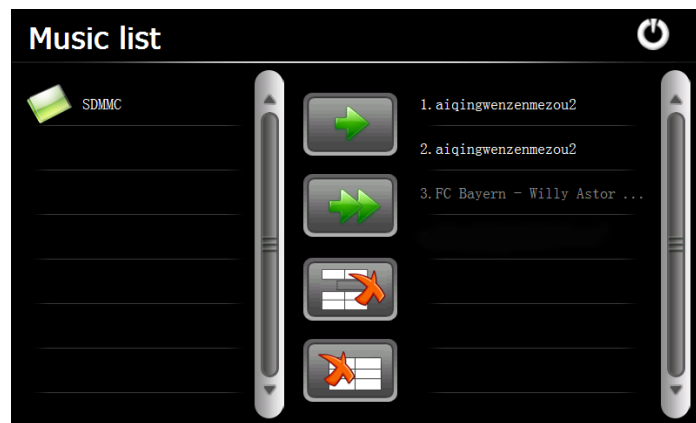 Music list
SDMMC
1.aiqingwenzenmezou2
2.aiqingwenzenmezou2
3.FC Bayern - Willy Astor ...